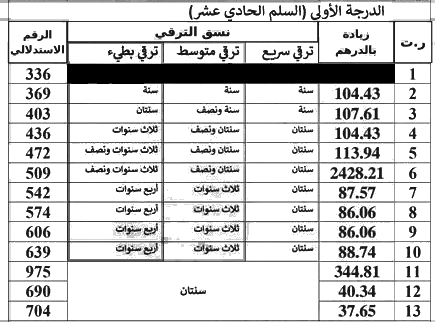 الدرجة الأولى (السلم الحادي عشر)
ر.ت زيادة بالدرهم نسق الترقي الرقم الاستدلالي
ترقي سريع ترقي متوسط ترقي بطيء
1 336
2 104.43 سنة سنة سنة 369
3 107.61 سنة سنة ونصف سنتان 403
4 104.43 سنتان سنتان ونصف ثلاث سنوات 436
5 113.94 سنتان سنتان ونصف ثلاث سنوات ونصف 472
6 2428.21 سنتان سنتان ونصف ثلاث سنوات ونصف 509
7 87.57 سنتان ثلاث سنوات أربع سنوات 542
8 86.06 سنتان ثلاث سنوات أربع سنوات 574
9 86.06 سنتان ثلاث سنوات أربع سنوات 606
10 88.74 سنتان ثلاث سنوات أربع سنوات 639
11 344.81 975
12 40.34 سنتان 690
13 37.65 704